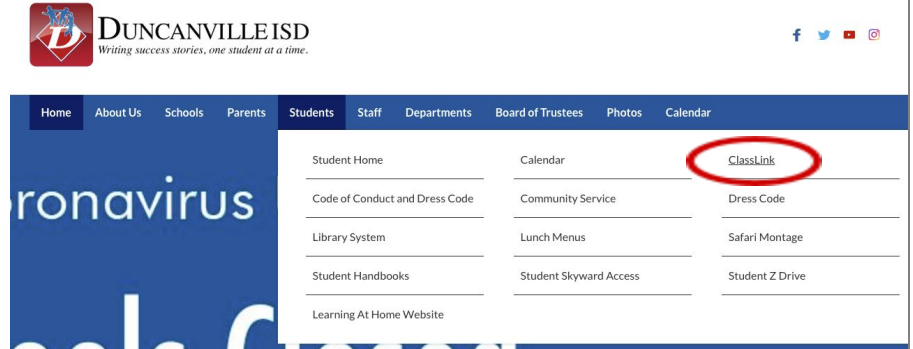 DUNCANVILLE ISD
Writing success stories, one student at a time.
Home About Us Schools Parents Students Staff Departments Board of Trustees Photos Calendar
Student Home Calendar ClassLink
Code of Conduct and Dress Code Community Service Dress Code
Library System Lunch Menus Safari Montage
Student Handbooks Student Skyward Access Student Z Drive
Learning At Home Website
ronavirus